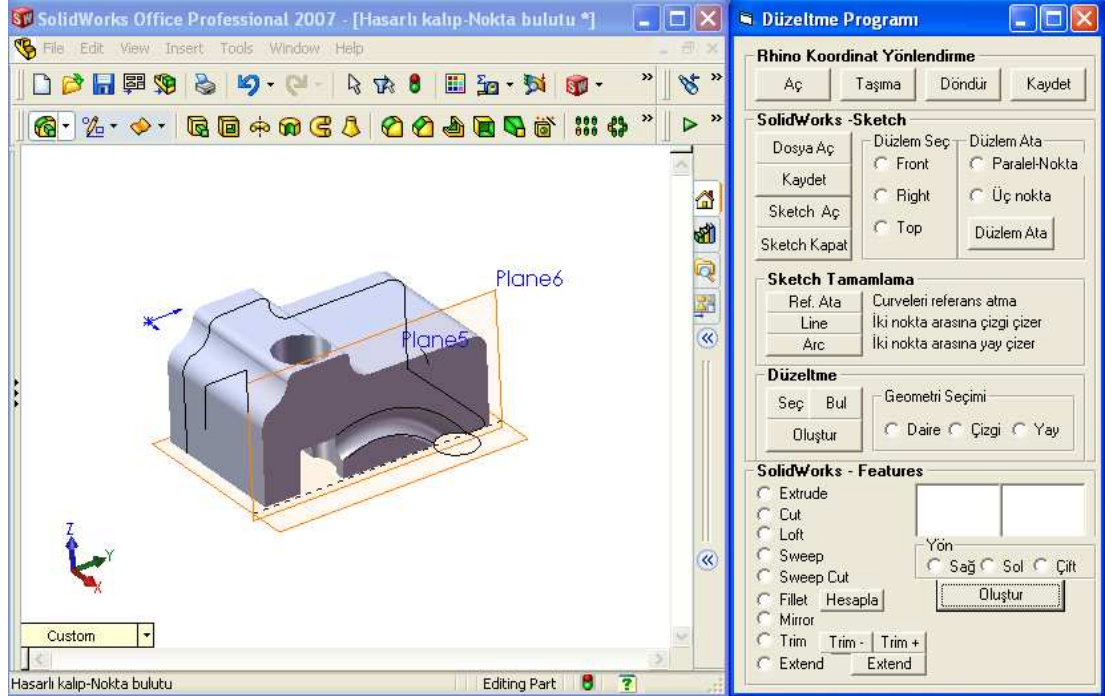 SolidWorks Office Professional 2007 - [Hasarlı kalıp-Nokta bulutu *]
File Edit View Insert Tools Window Help
Plane6
Plane5
Z
Y
X
Custom
Hasarlı kalıp-Nokta bulutu Editing Part
Düzeltme Programı
Rhino Koordinat Yönlendirme
Aç Taşıma Döndür Kaydet
SolidWorks -Sketch
Dosya Aç
Kaydet
Sketch Aç
Sketch Kapat
Düzlem Seç
Front
Right
Top
Düzlem Ata
Paralel-Nokta
Üç nokta
Düzlem Ata
Sketch Tamamlama
Ref. Ata Curveleri referans atma
Line İki nokta arasına çizgi çizer
Arc İki nokta arasına yay çizer
Düzeltme
Seç Bul
Oluştur
Geometri Seçimi
Daire Çizgi Yay
SolidWorks - Features
Extrude
Cut
Loft
Sweep
Sweep Cut
Fillet Hesapla
Mirror
Trim Trim - Trim +
Extend Extend
Yön
Sağ Sol Çift
Oluştur